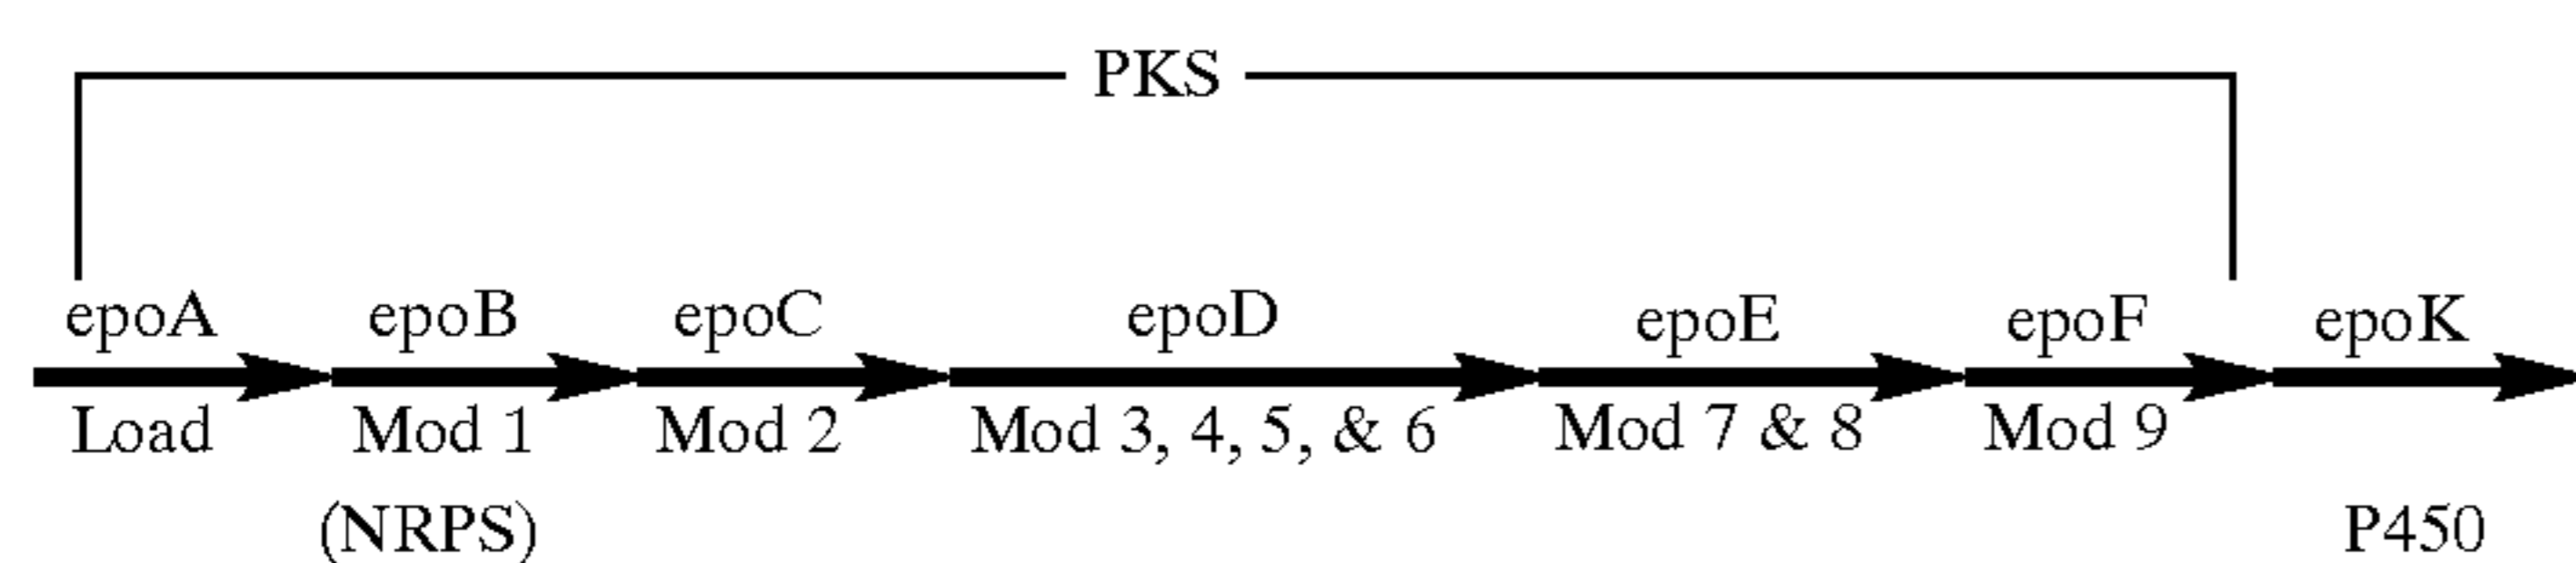 PKS
epoA epoB epoC epoD epoE epoF epoK
Load Mod 1 Mod 2 Mod 3, 4, 5, & 6 Mod 7 & 8 Mod 9
(NRPS) P450